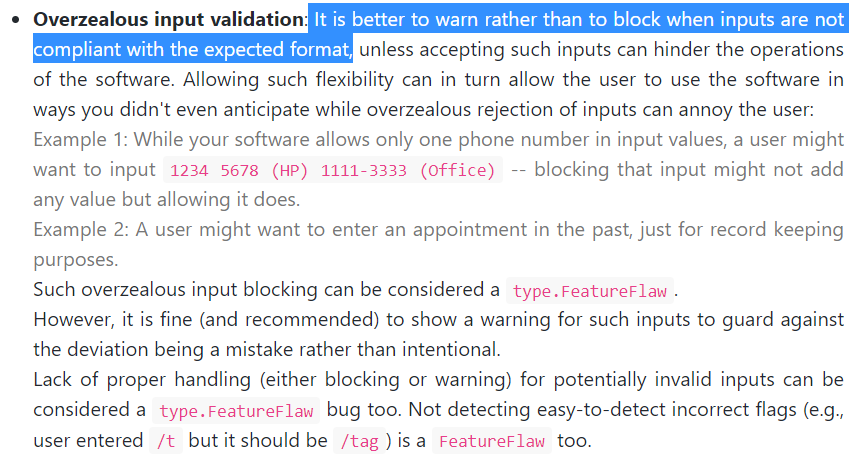 Overzealous input validation: It is better to warn rather than to block when inputs are not
compliant with the expected format, unless accepting such inputs can hinder the operations
of the software. Allowing such flexibility can in turn allow the user to use the software in
ways you didn't even anticipate while overzealous rejection of inputs can annoy the user:
Example 1: While your software allows only one phone number in input values, a user might
want to input 1234 5678 (HP) 1111-3333 (Office) -- blocking that input might not add
any value but allowing it does.
Example 2: A user might want to enter an appointment in the past, just for record keeping
purposes.
Such overzealous input blocking can be considered a type.FeatureFlaw.
However, it is fine (and recommended) to show a warning for such inputs to guard against
the deviation being a mistake rather than intentional.
Lack of proper handling (either blocking or warning) for potentially invalid inputs can be
considered a type.FeatureFlaw bug too. Not detecting easy-to-detect incorrect flags (e.g.,
user entered /t but it should be /tag) is a FeatureFlaw too.